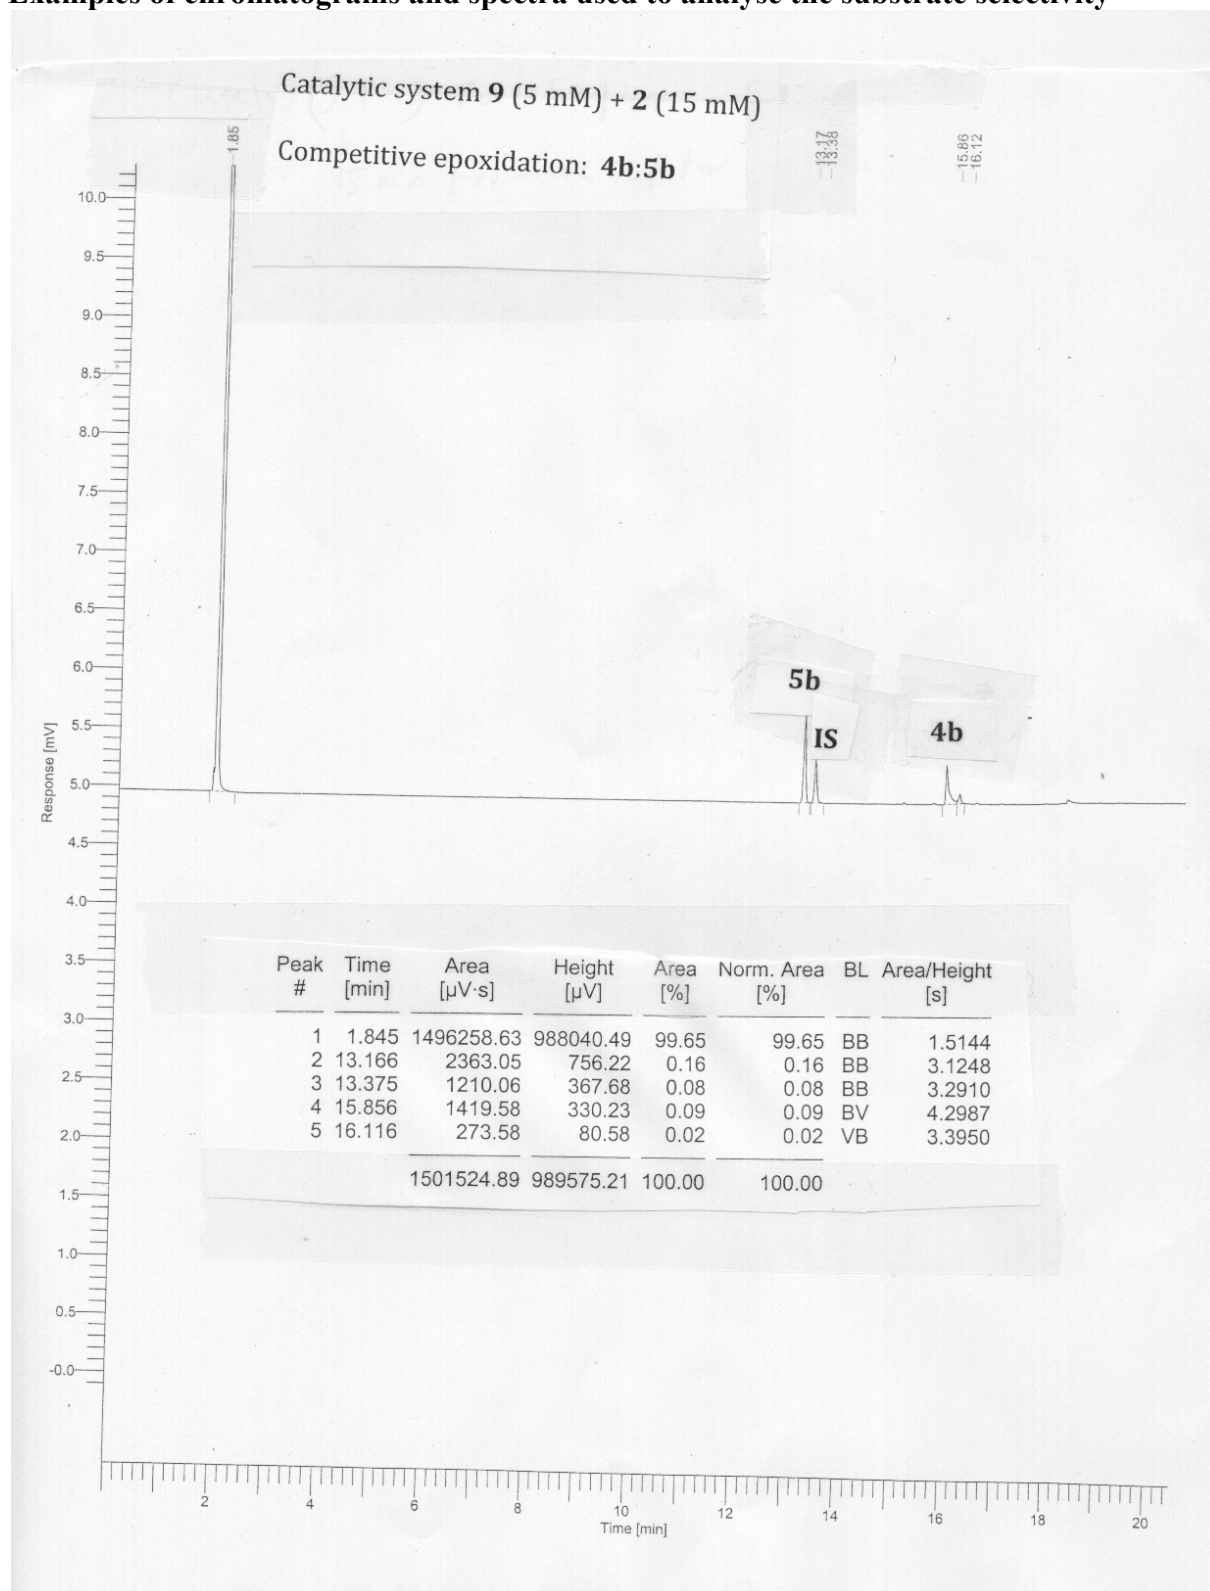 Examples of chromatograms and spectra used to analyse the substrate selectivity
Catalytic system 9 (5 mM) + 2 (15 mM)
Competitive epoxidation: 4b:5b
1.85
13.17
13.38
15.86
16.12
10.0
9.5
9.0
8.5
8.0
7.5
7.0
6.5
6.0
5.5
5.0
4.5
4.0
3.5
3.0
2.5
2.0
1.5
1.0
0.5
-0.0
Response [mV]
5b
IS
4b
Peak Time Area Height Area Norm. Area BL Area/Height
# [min] [µV·s] [µV] [%] [%] [s]
1 1.845 1496258.63 988040.49 99.65 99.65 BB 1.5144
2 13.166 2363.05 756.22 0.16 0.16 BB 3.1248
3 13.375 1210.06 367.68 0.08 0.08 BB 3.2910
4 15.856 1419.58 330.23 0.09 0.09 BV 4.2987
5 16.116 273.58 80.58 0.02 0.02 VB 3.3950
1501524.89 989575.21 100.00 100.00
2 4 6 8 10 12 14 16 18 20
Time [min]